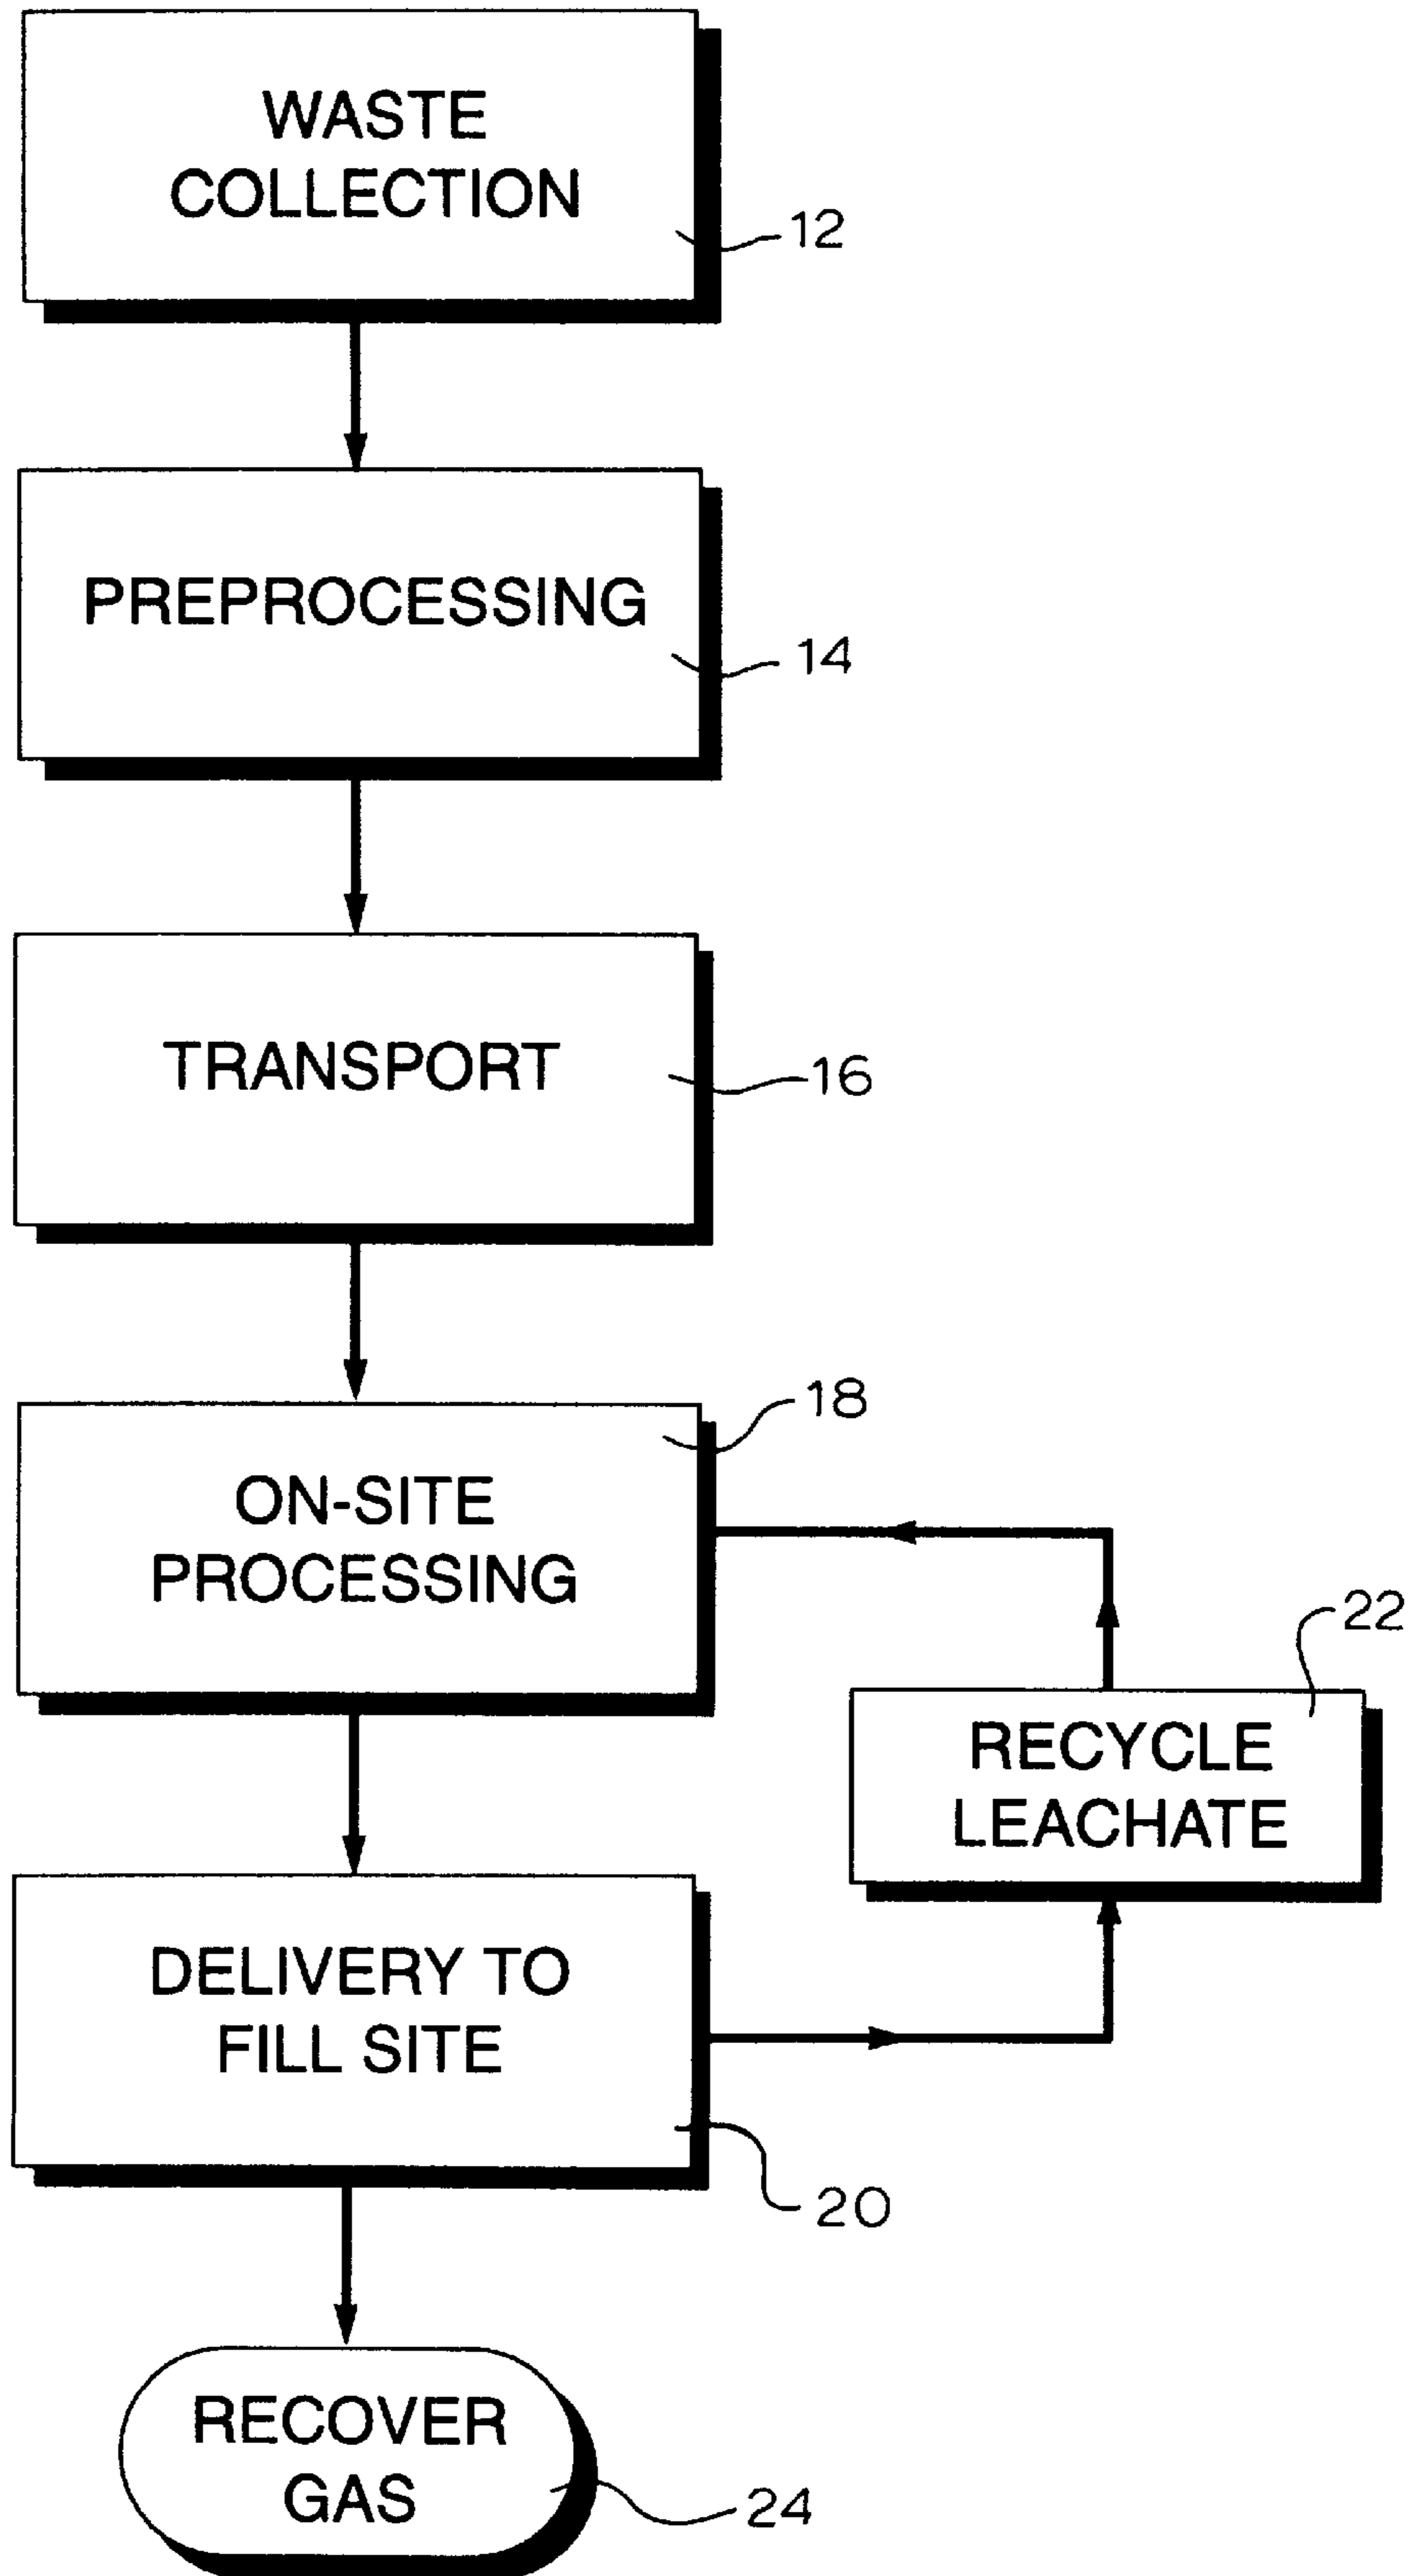 WASTE
COLLECTION
12
PREPROCESSING
14
TRANSPORT
16
18
ON-SITE
PROCESSING
22
RECYCLE
LEACHATE
DELIVERY TO
FILL SITE
20
RECOVER
GAS
24